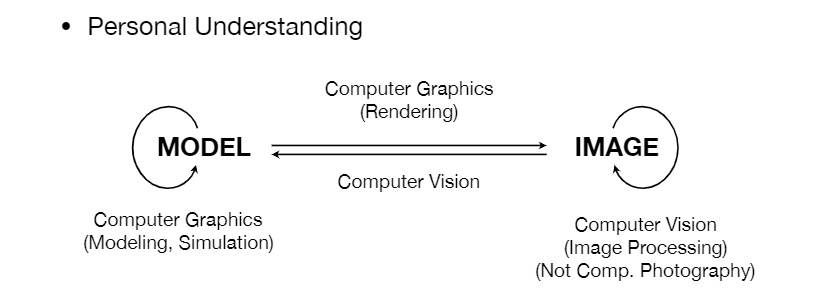 • Personal Understanding
Computer Graphics
(Rendering)
MODEL
IMAGE
Computer Vision
Computer Graphics
(Modeling, Simulation)
Computer Vision
(Image Processing)
(Not Comp. Photography)